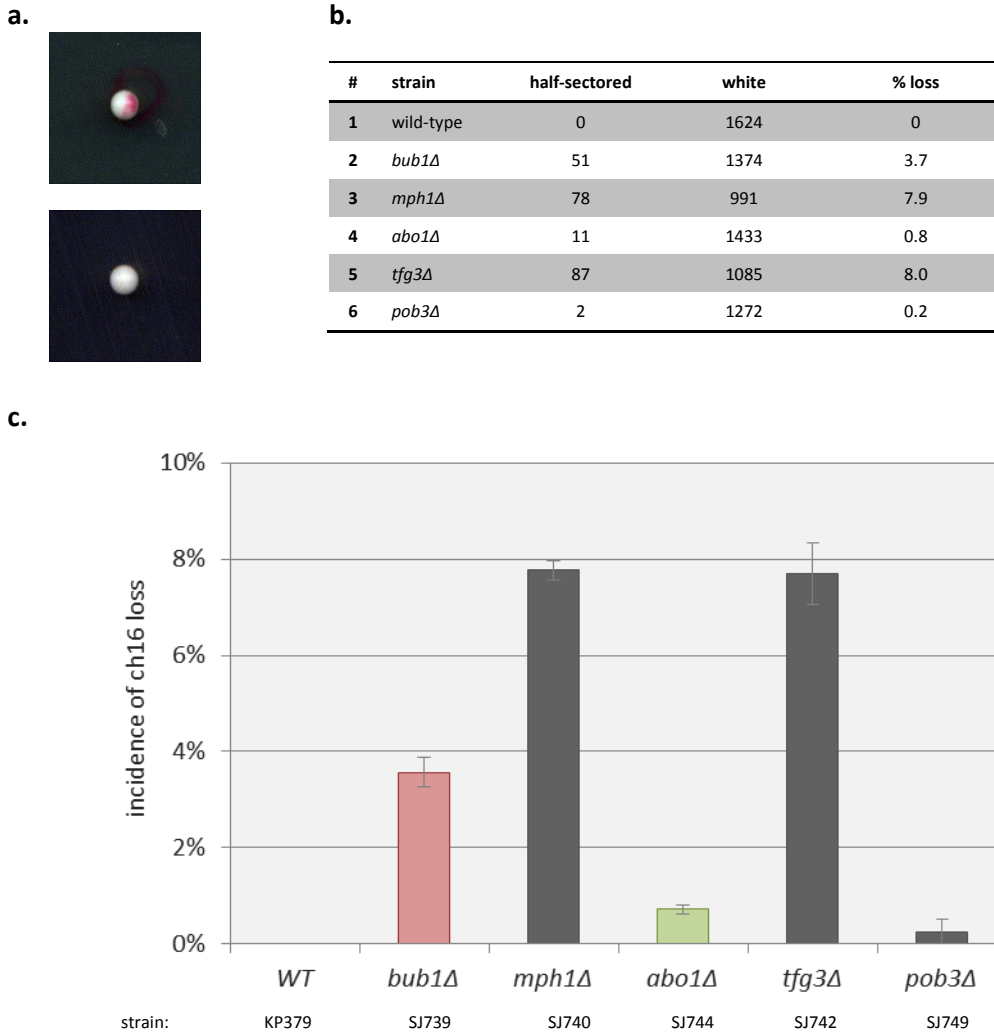 a.
b.
# strain half-sectored white % loss
1 wild-type 0 1624 0
2 bub1Δ 51 1374 3.7
3 mph1Δ 78 991 7.9
4 abo1Δ 11 1433 0.8
5 tfg3Δ 87 1085 8.0
6 pob3Δ 2 1272 0.2
c.
incidence of ch16 loss
10%
8%
6%
4%
2%
0%
WT bub1Δ mph1Δ abo1Δ tfg3Δ pob3Δ
strain: KP379 SJ739 SJ740 SJ744 SJ742 SJ749